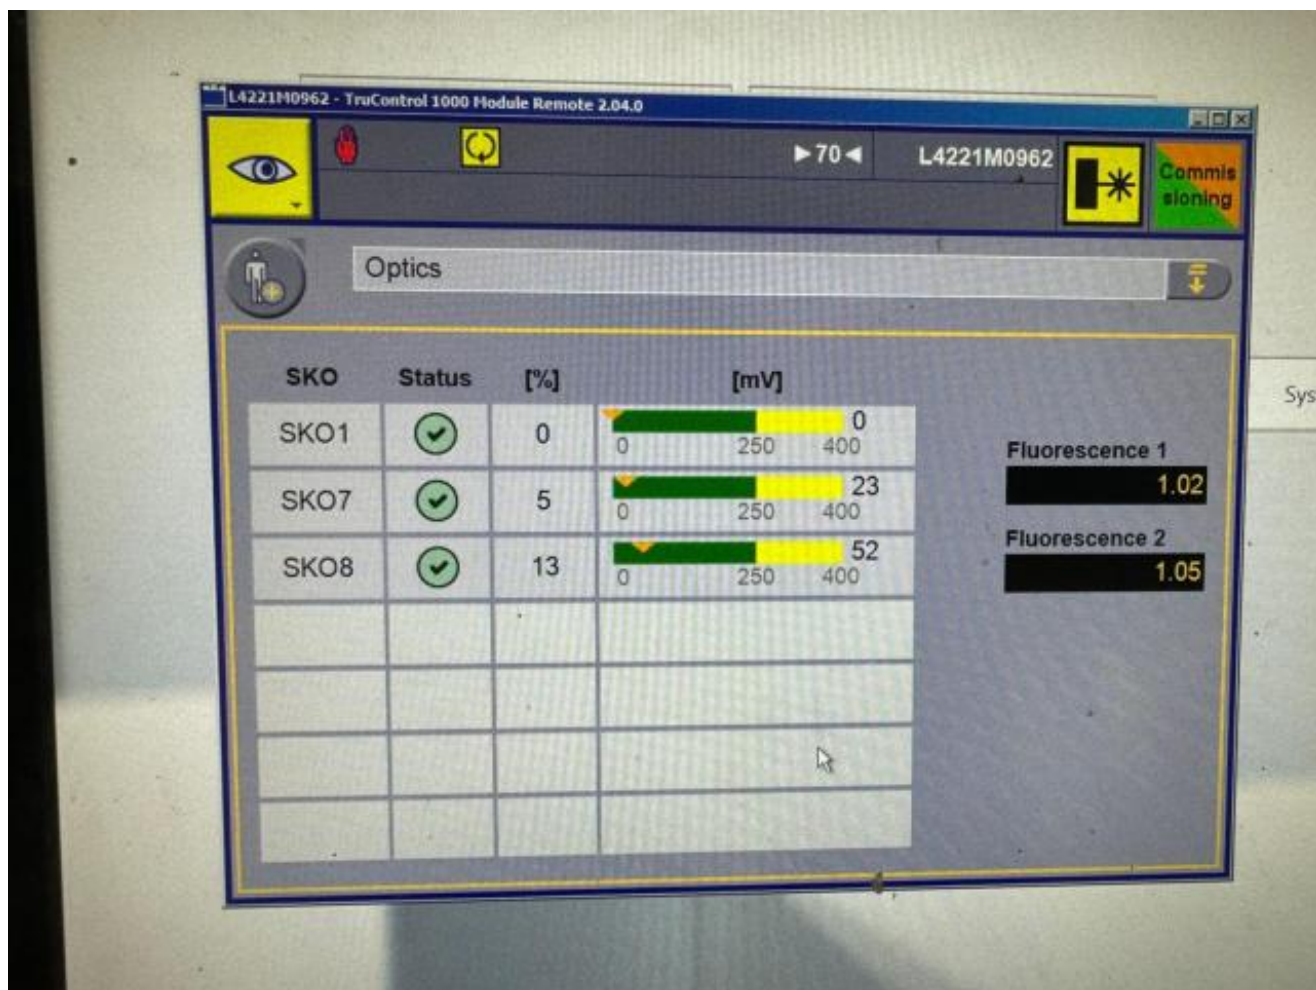 L4221M0962 - TruControl 1000 Module Remote 2.04.0
70 L4221M0962
Commis
sioning
Optics
SKO Status [%] [mV]
SKO1 0 0
0 250 400
SKO7 5 23
0 250 400
SKO8 13 52
0 250 400
Fluorescence 1
1.02
Fluorescence 2
1.05
Sys